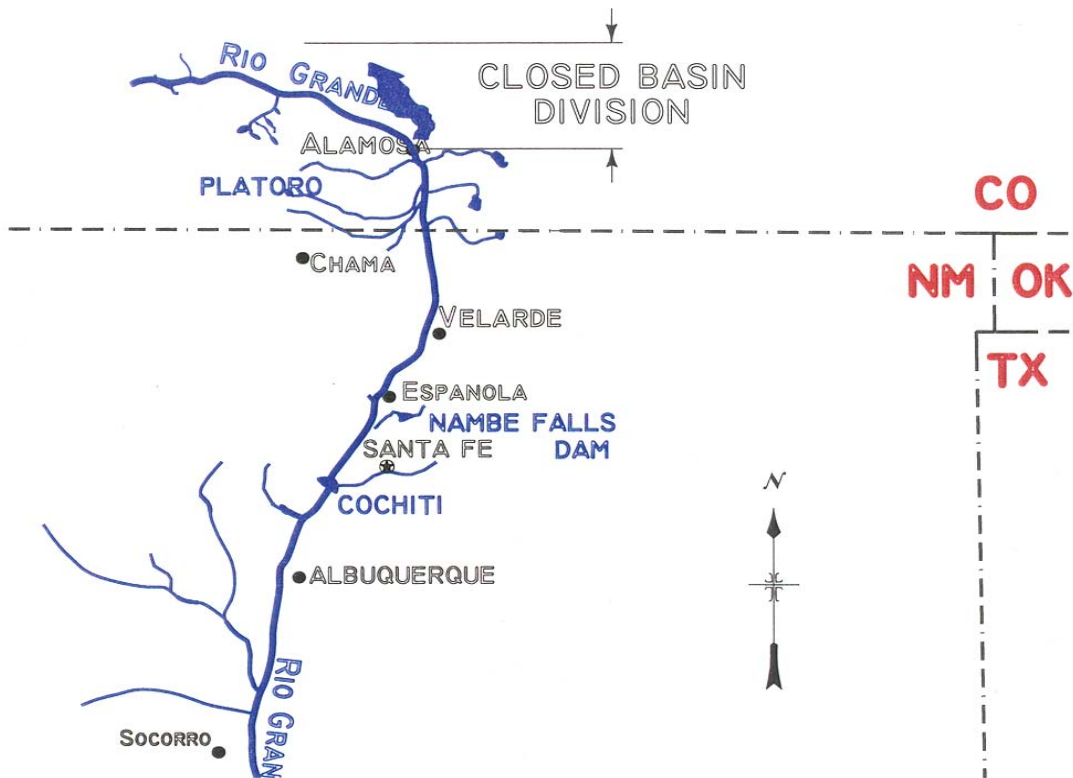 RIO GRANDE
CLOSED BASIN
DIVISION
ALAMOSA
PLATORO
CO
CHAMA
NM
OK
VELARDE
TX
ESPANOLA
NAMBE FALLS
DAM
SANTA FE
N
COCHITI
ALBUQUERQUE
RIO GRAN
SOCORRO